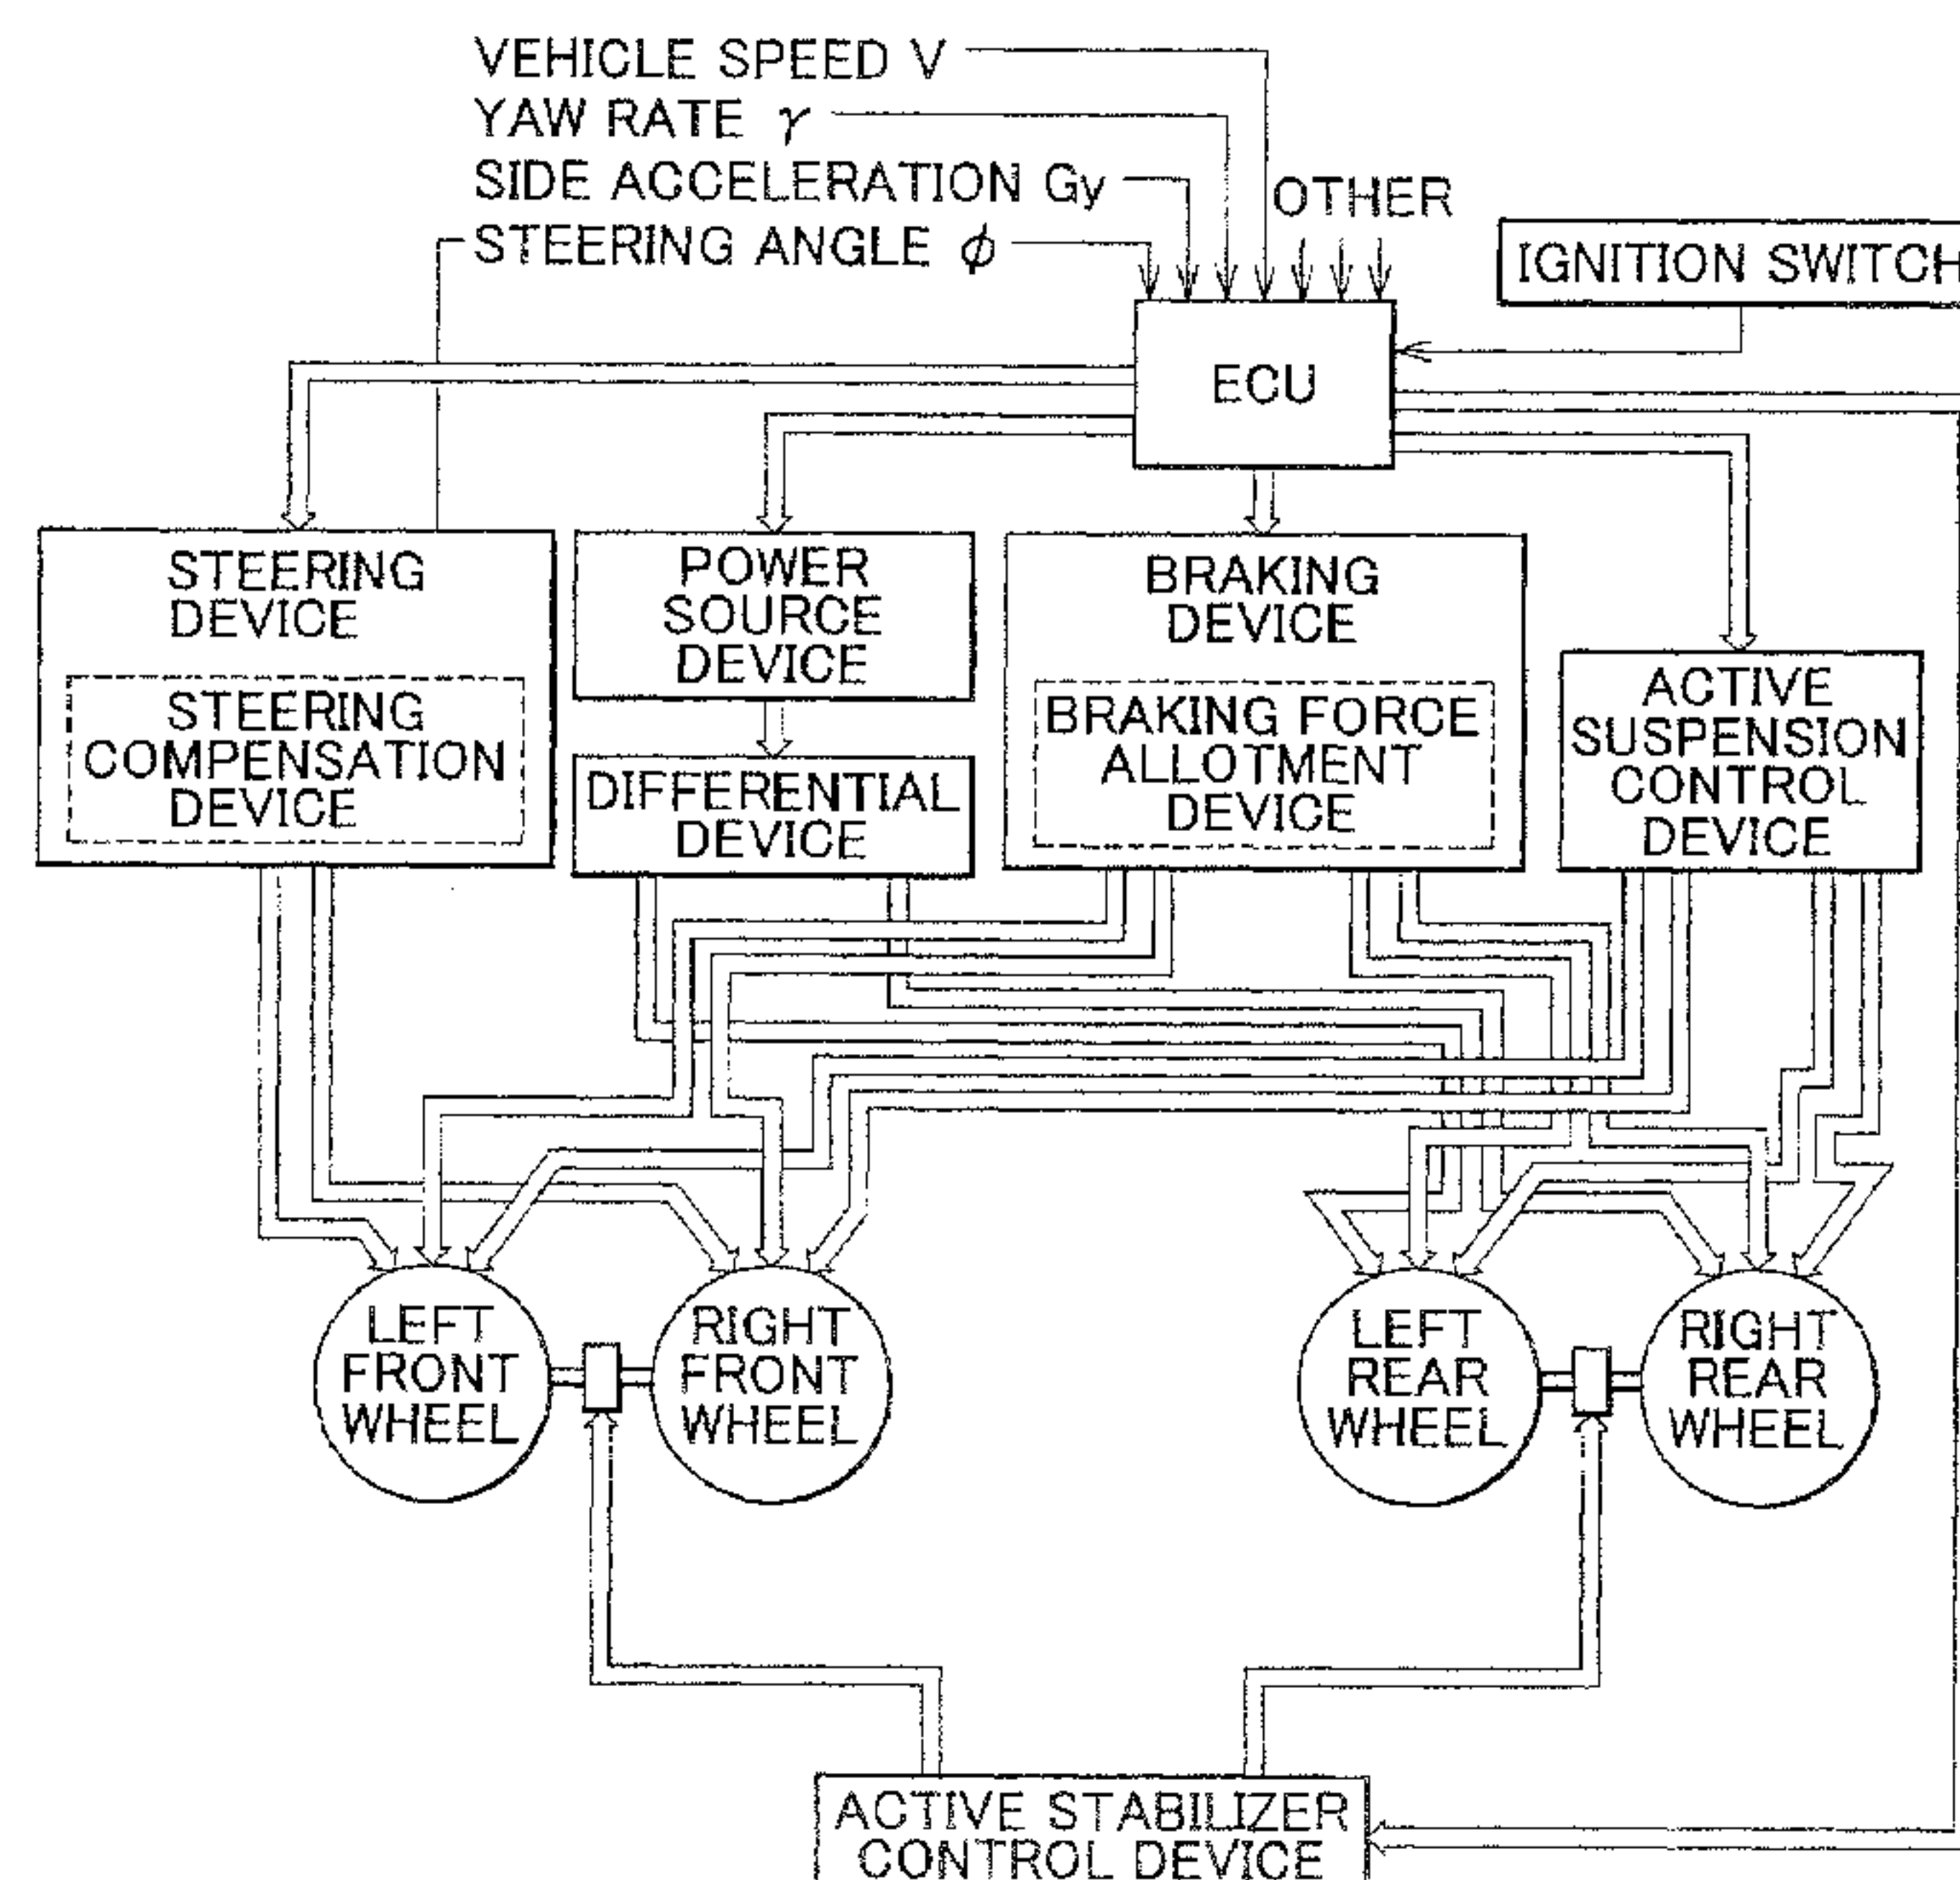 VEHICLE SPEED V
YAW RATE γ
SIDE ACCELERATION Gy
OTHER
STEERING ANGLE ϕ
IGNITION SWITCH
ECU
STEERING
DEVICE
STEERING
COMPENSATION
DEVICE
POWER
SOURCE
DEVICE
DIFFERENTIAL
DEVICE
BRAKING
DEVICE
BRAKING FORCE
ALLOTMENT
DEVICE
ACTIVE
SUSPENSION
CONTROL
DEVICE
LEFT
FRONT
WHEEL
RIGHT
FRONT
WHEEL
LEFT
REAR
WHEEL
RIGHT
REAR
WHEEL
ACTIVE STABILIZER
CONTROL DEVICE